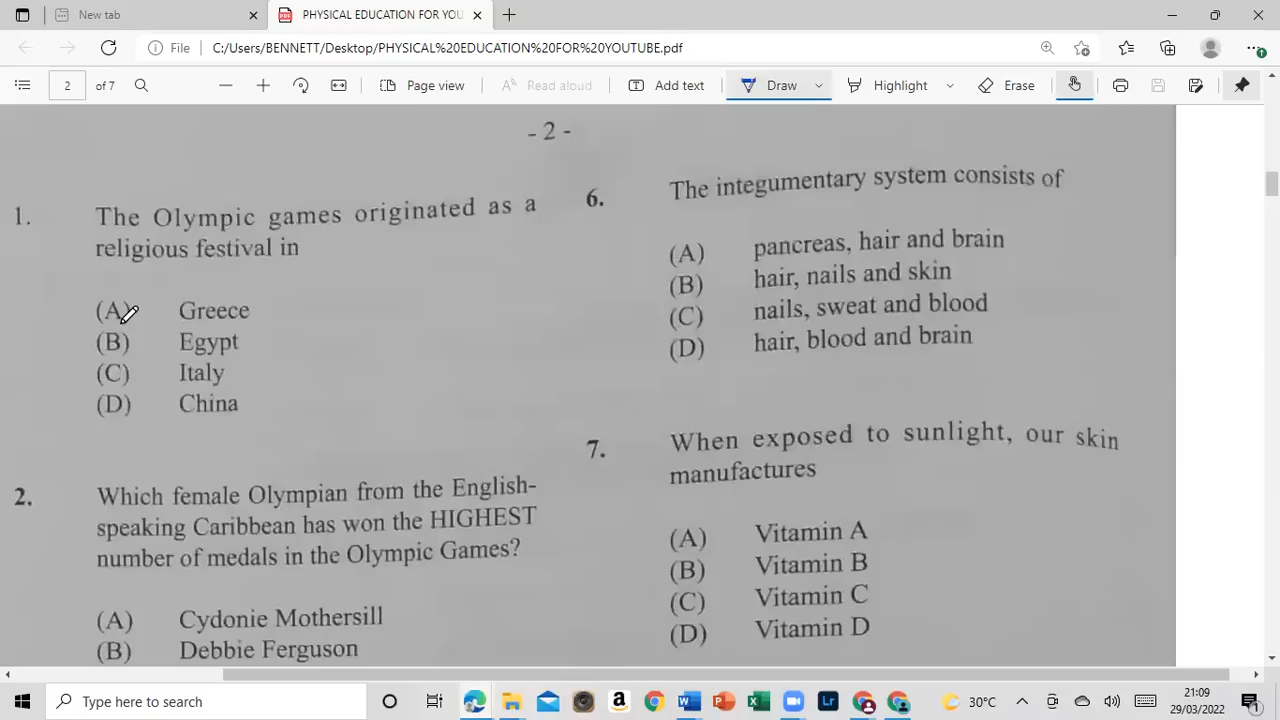 New tab
PHYSICAL EDUCATION FOR YOU
File
C:/Users/BENNETT/Desktop/PHYSICAL%20EDUCATION%20FOR%20YOUTUBE.pdf
2
of 7
Page view
Read aloud
Add text
Draw
Highlight
Erase
- 2 -
1. The Olympic games originated as a
religious festival in
(A) Greece
(B) Egypt
(C) Italy
(D) China
2. Which female Olympian from the English-
speaking Caribbean has won the HIGHEST
number of medals in the Olympic Games?
(A) Cydonie Mothersill
(B) Debbie Ferguson
6. The integumentary system consists of
(A) pancreas, hair and brain
(B) hair, nails and skin
(C) nails, sweat and blood
(D) hair, blood and brain
7. When exposed to sunlight, our skin
manufactures
(A) Vitamin A
(B) Vitamin B
(C) Vitamin C
(D) Vitamin D
Type here to search
30°C
21:09
29/03/2022